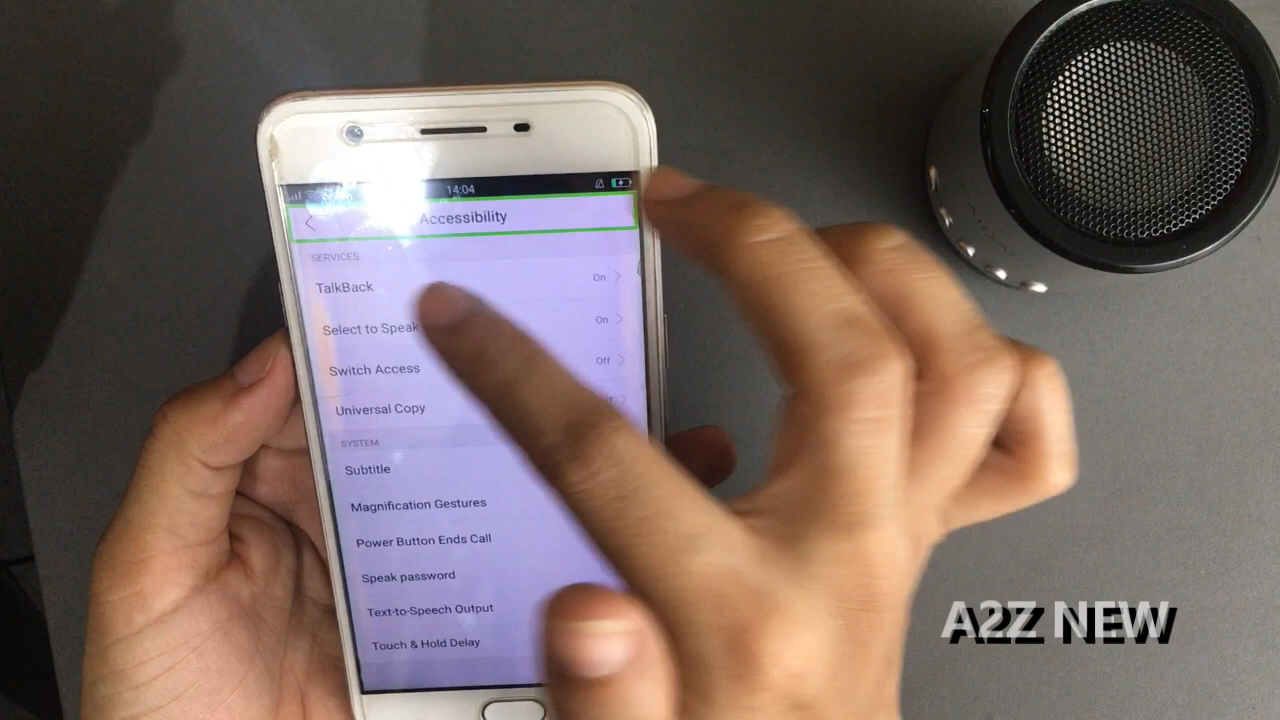 14:04
Accessibility
SERVICES
TalkBack On
Select to Speak On
Switch Access Off
Universal Copy
SYSTEM
Subtitle
Magnification Gestures
Power Button Ends Call
Speak password
Text-to-Speech Output
Touch & Hold Delay
A2Z NEW